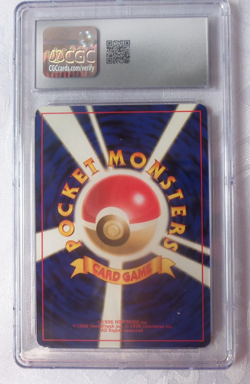 CGC
CGCcards.com/verify
POCKET MONSTERS
CARD GAME